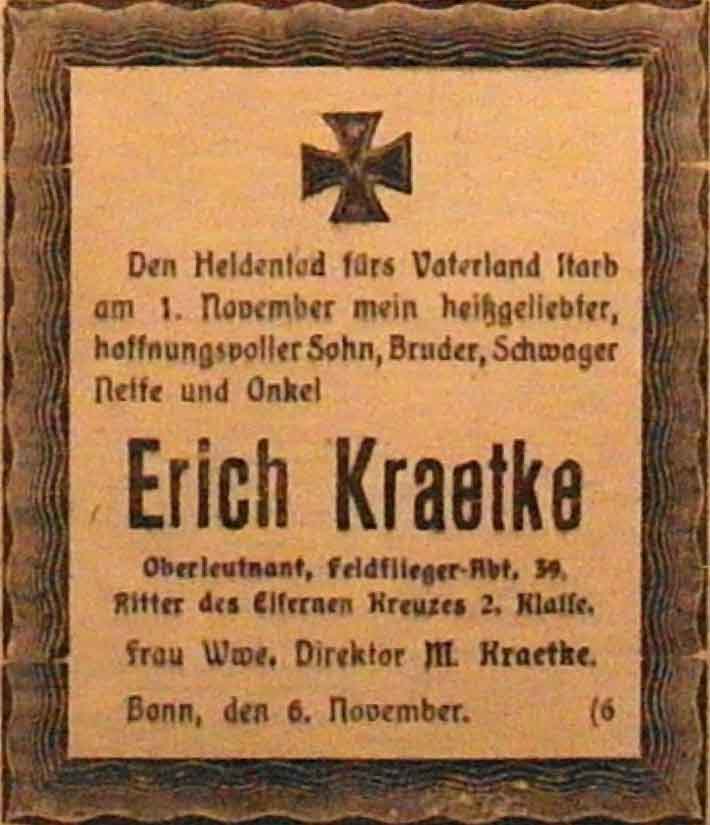 Den Heldentod fürs Vaterland starb
am 1. November mein heißgeliebter,
hoffnungsvoller Sohn, Bruder, Schwager
Neffe und Onkel
Erich Kraetke
Oberleutnant, Feldflieger-Abt. 39.
Ritter des Eisernen Kreuzes 2. Klasse.
Frau Wwe. Direktor M. Kraetke.
Bonn, den 6. November. (6